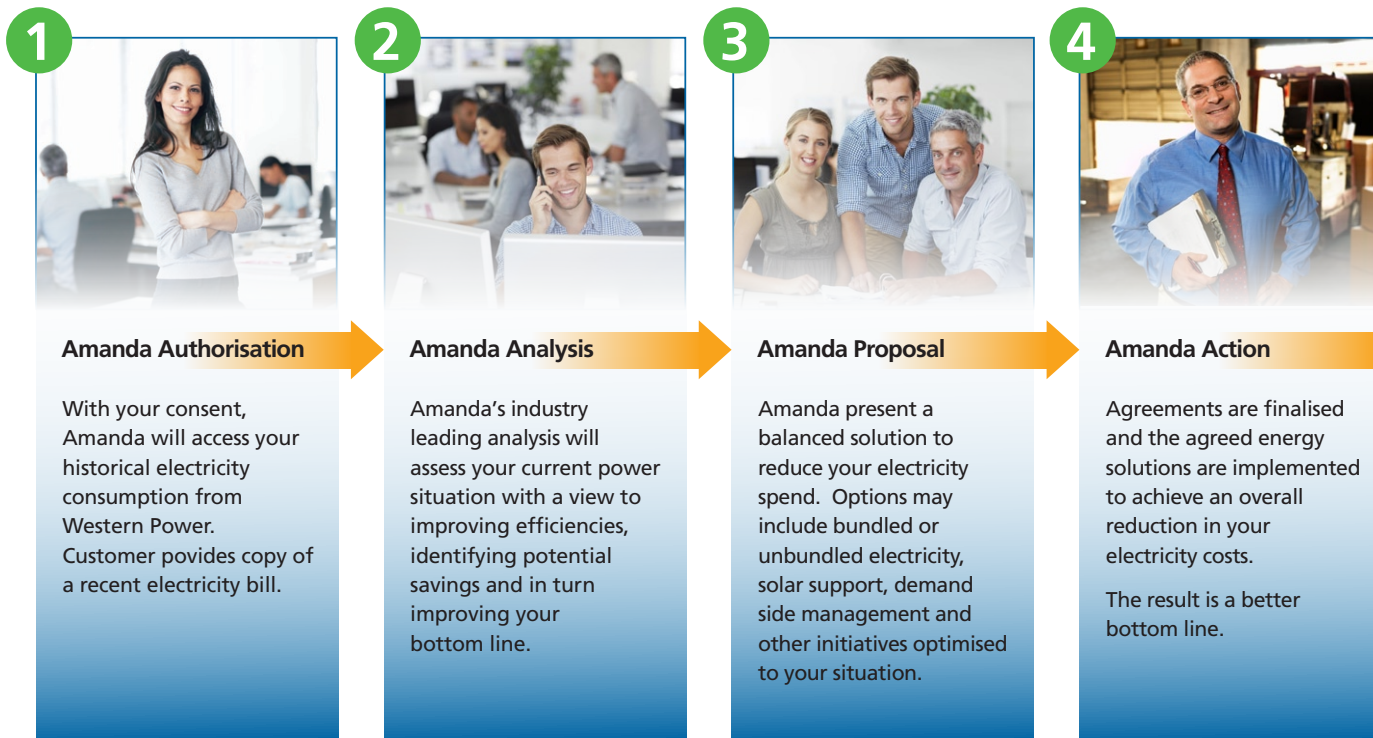 1
2
3
4
Amanda Authorisation
With your consent,
Amanda will access your
historical electricity
consumption from
Western Power.
Customer povides copy of
a recent electricity bill.
Amanda Analysis
Amanda’s industry
leading analysis will
assess your current power
situation with a view to
improving efficiencies,
identifying potential
savings and in turn
improving your
bottom line.
Amanda Proposal
Amanda present a
balanced solution to
reduce your electricity
spend.  Options may
include bundled or
unbundled electricity,
solar support, demand
side management and
other initiatives optimised
to your situation.
Amanda Action
Agreements are finalised
and the agreed energy
solutions are implemented
to achieve an overall
reduction in your
electricity costs.
The result is a better
bottom line.